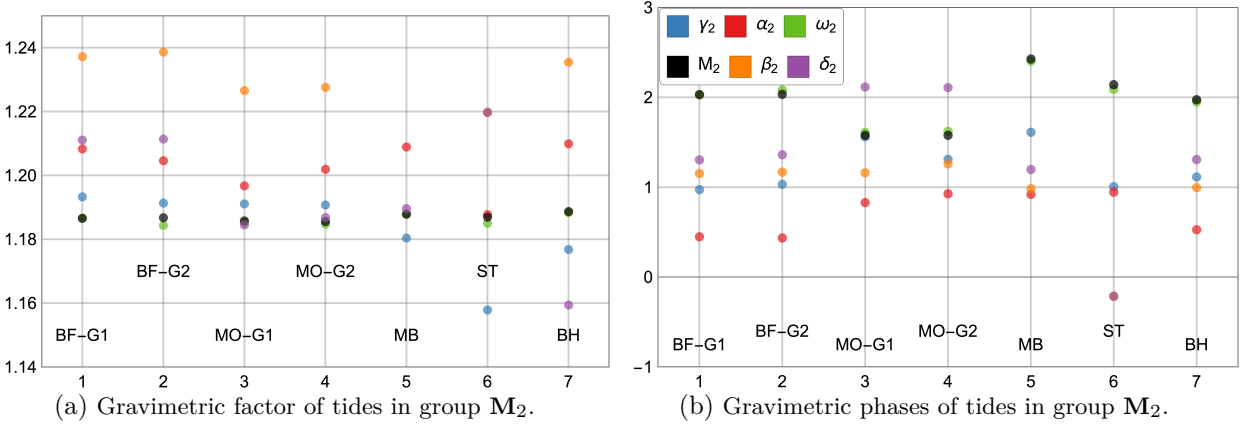 1.24
1.22
1.20
1.18
1.16
1.14
BF−G2 MO−G2 ST
BF−G1 MO−G1 MB BH
1 2 3 4 5 6 7
(a) Gravimetric factor of tides in group M₂.
3
2
1
0
−1
γ₂ α₂ ω₂
M₂ β₂ δ₂
BF−G2 MO−G2 ST
BF−G1 MO−G1 MB BH
1 2 3 4 5 6 7
(b) Gravimetric phases of tides in group M₂.